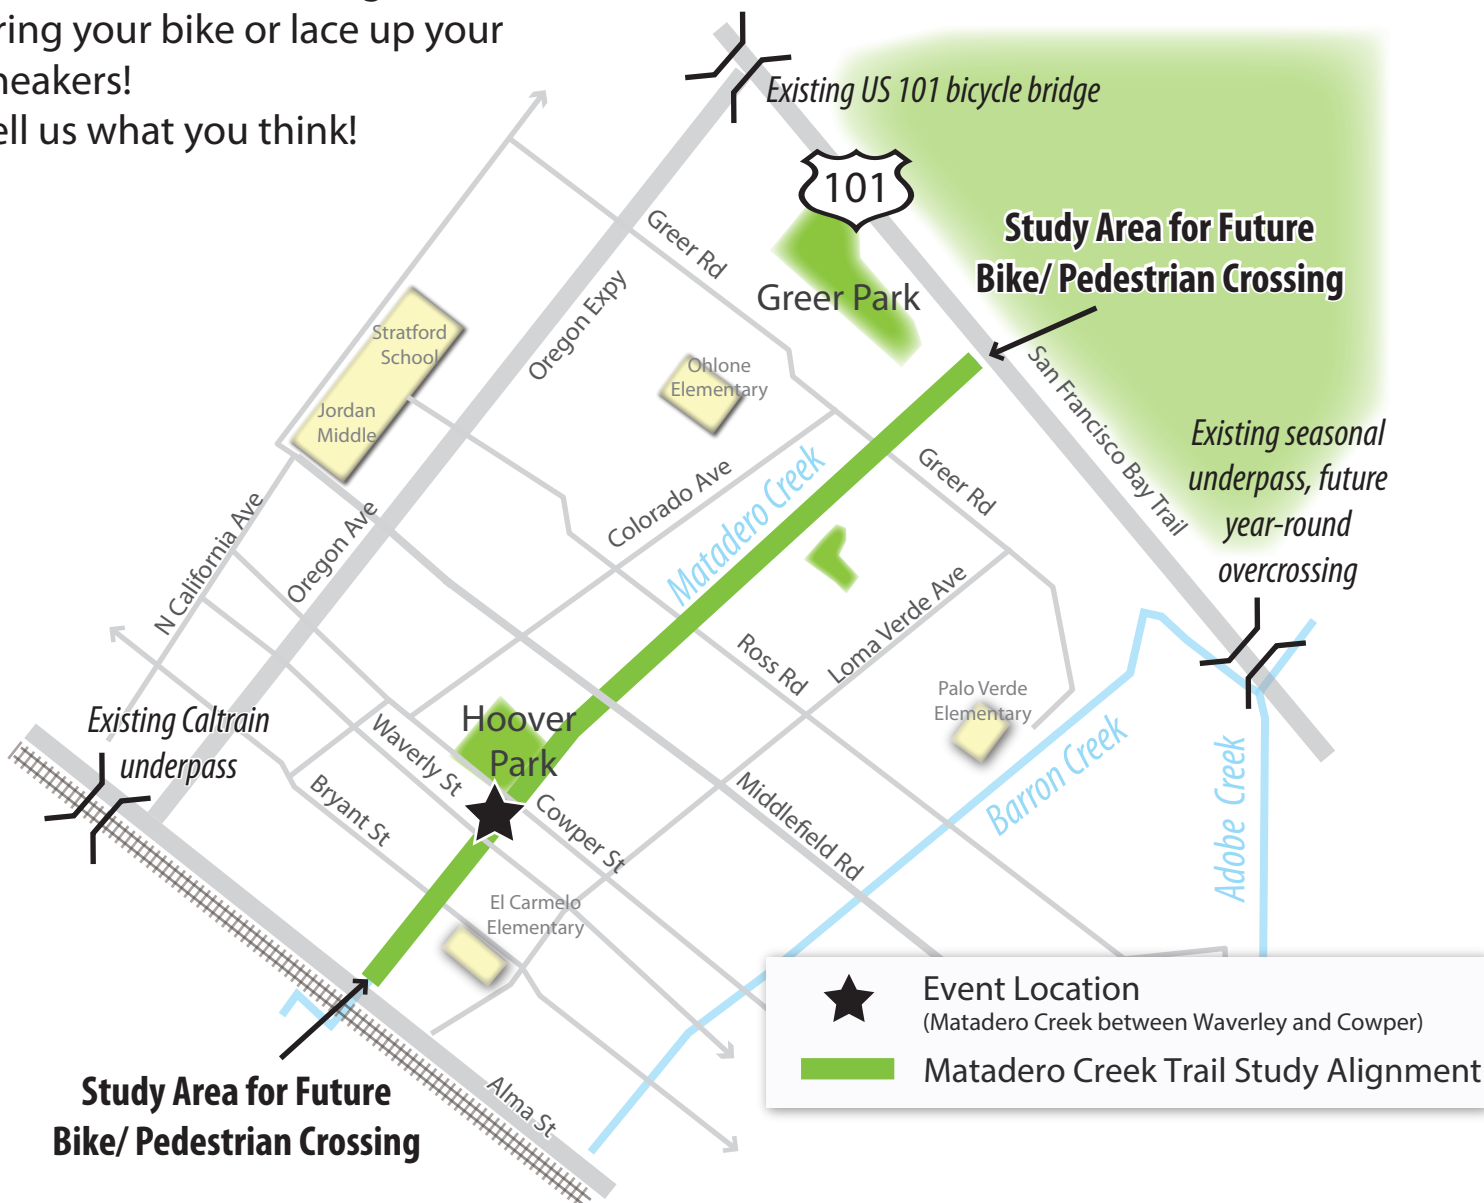 ring your bike or lace up your
neakers!
ell us what you think!
Existing US 101 bicycle bridge
101
Study Area for Future
Bike/ Pedestrian Crossing
Greer Rd
Greer Park
Oregon Expy
Stratford
School
Jordan
Middle
Ohlone
Elementary
San Francisco Bay Trail
Existing seasonal
underpass, future
year-round
overcrossing
Greer Rd
Colorado Ave
Matadero Creek
N California Ave
Oregon Ave
Loma Verde Ave
Ross Rd
Palo Verde
Elementary
Existing Caltrain
underpass
Hoover
Park
Waverly St
Bryant St
Cowper St
Middlefield Rd
Barron Creek
Adobe Creek
El Carmelo
Elementary
Event Location
(Matadero Creek between Waverley and Cowper)
Matadero Creek Trail Study Alignment
Study Area for Future
Bike/ Pedestrian Crossing
Alma St